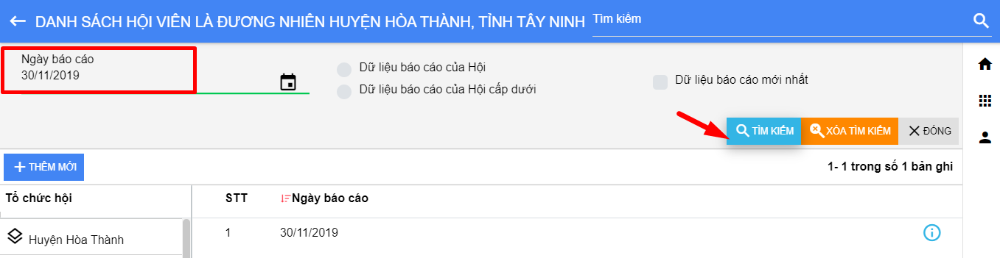 DANH SÁCH HỘI VIÊN LÀ ĐƯƠNG NHIÊN HUYỆN HÒA THÀNH, TỈNH TÂY NINH
Tìm kiếm
Ngày báo cáo
30/11/2019
Dữ liệu báo cáo của Hội
Dữ liệu báo cáo của Hội cấp dưới
Dữ liệu báo cáo mới nhất
TÌM KIẾM
XÓA TÌM KIẾM
ĐÓNG
THÊM MỚI
1- 1 trong số 1 bản ghi
Tổ chức hội
STT
Ngày báo cáo
Huyện Hòa Thành
1
30/11/2019